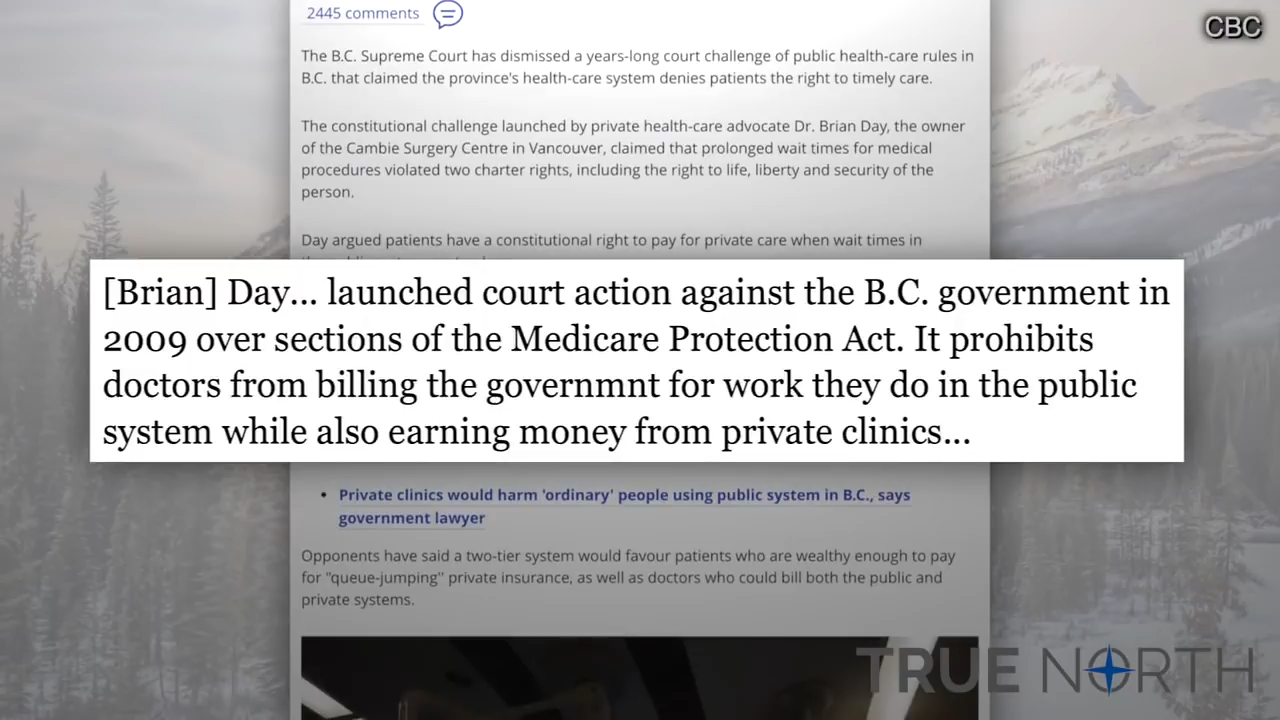 CBC
2445 comments
The B.C. Supreme Court has dismissed a years-long court challenge of public health-care rules in
B.C. that claimed the province's health-care system denies patients the right to timely care.
The constitutional challenge launched by private health-care advocate Dr. Brian Day, the owner
of the Cambie Surgery Centre in Vancouver, claimed that prolonged wait times for medical
procedures violated two charter rights, including the right to life, liberty and security of the
person.
Day argued patients have a constitutional right to pay for private care when wait times in
[Brian] Day... launched court action against the B.C. government in
2009 over sections of the Medicare Protection Act. It prohibits
doctors from billing the governmnt for work they do in the public
system while also earning money from private clinics...
• Private clinics would harm 'ordinary' people using public system in B.C., says
government lawyer
Opponents have said a two-tier system would favour patients who are wealthy enough to pay
for "queue-jumping" private insurance, as well as doctors who could bill both the public and
private systems.
TRUE NORTH